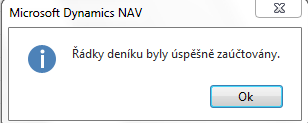 Microsoft Dynamics NAV
Řádky deníku byly úspěšně zaúčtovány.
Ok